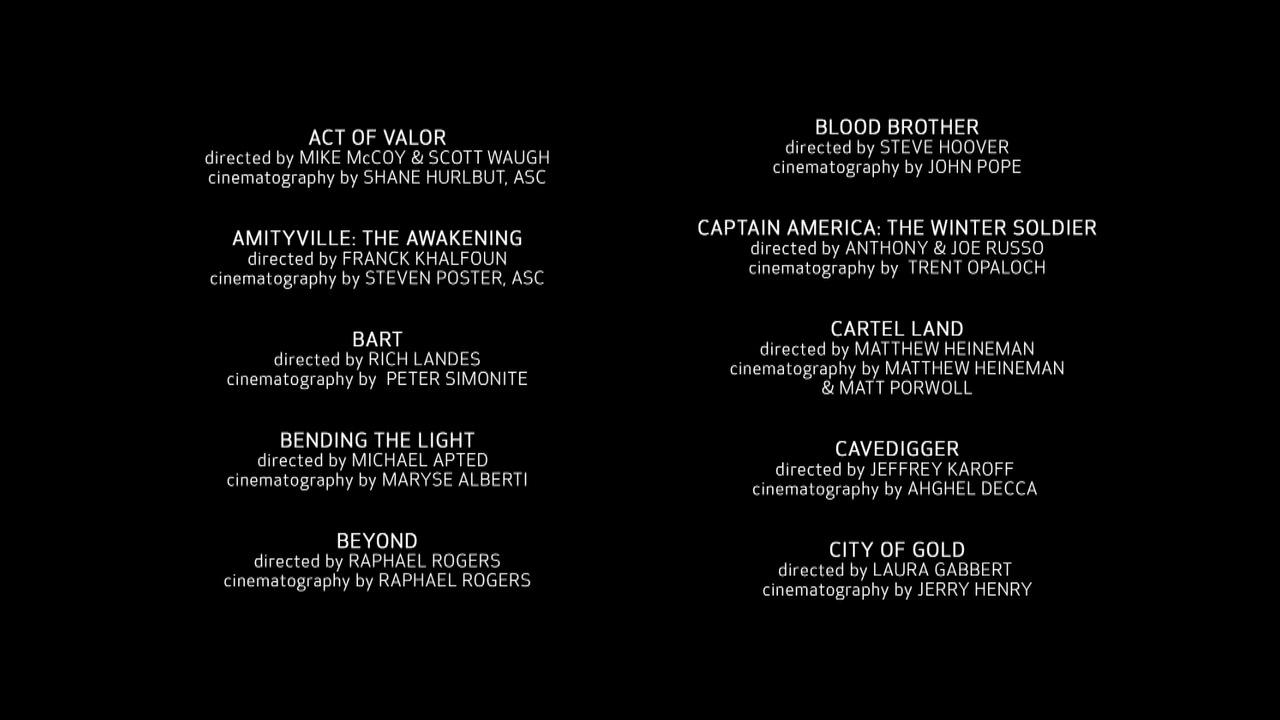 ACT OF VALOR
directed by MIKE McCOY & SCOTT WAUGH
cinematography by SHANE HURLBUT, ASC
AMITYVILLE: THE AWAKENING
directed by FRANCK KHALFOUN
cinematography by STEVEN POSTER, ASC
BART
directed by RICH LANDES
cinematography by PETER SIMONITE
BENDING THE LIGHT
directed by MICHAEL APTED
cinematography by MARYSE ALBERTI
BEYOND
directed by RAPHAEL ROGERS
cinematography by RAPHAEL ROGERS
BLOOD BROTHER
directed by STEVE HOOVER
cinematography by JOHN POPE
CAPTAIN AMERICA: THE WINTER SOLDIER
directed by ANTHONY & JOE RUSSO
cinematography by TRENT OPALOCH
CARTEL LAND
directed by MATTHEW HEINEMAN
cinematography by MATTHEW HEINEMAN
& MATT PORWOLL
CAVEDIGGER
directed by JEFFREY KAROFF
cinematography by AHGHEL DECCA
CITY OF GOLD
directed by LAURA GABBERT
cinematography by JERRY HENRY